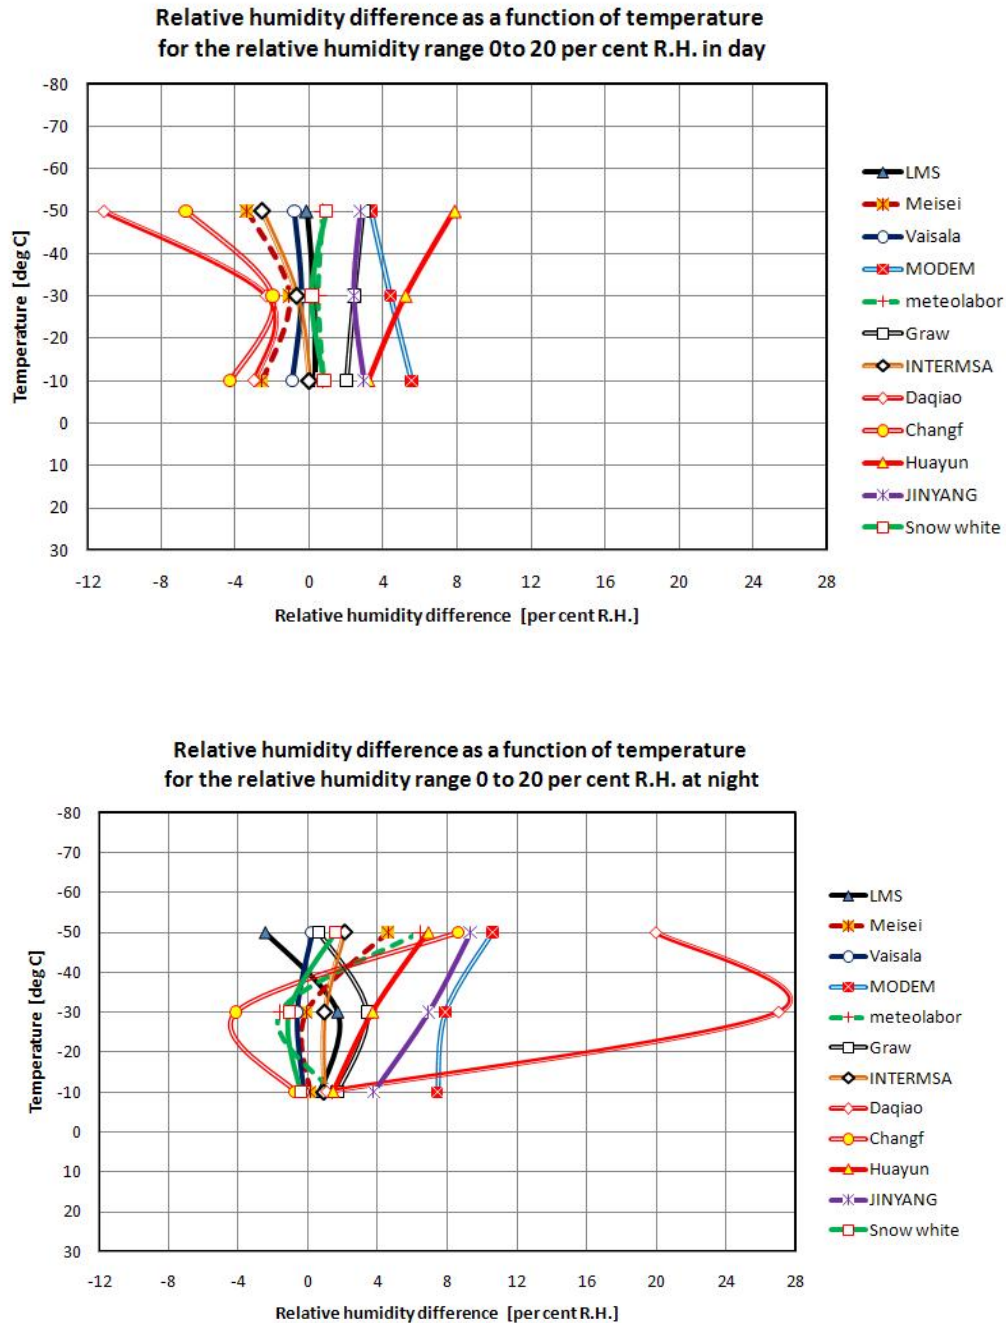 Relative humidity difference as a function of temperature
for the relative humidity range 0to 20 per cent R.H. in day
-80
-70
-60
-50
-40
-30
-20
-10
0
10
20
30
Temperature [deg C]
-12 -8 -4 0 4 8 12 16 20 24 28
Relative humidity difference [per cent R.H.]
LMS
Meisei
Vaisala
MODEM
meteolabor
Graw
INTERMSA
Daqiao
Changf
Huayun
JINYANG
Snow white
Relative humidity difference as a function of temperature
for the relative humidity range 0 to 20 per cent R.H. at night
-80
-70
-60
-50
-40
-30
-20
-10
0
10
20
30
Temperature [deg C]
-12 -8 -4 0 4 8 12 16 20 24 28
Relative humidity difference [per cent R.H.]
LMS
Meisei
Vaisala
MODEM
meteolabor
Graw
INTERMSA
Daqiao
Changf
Huayun
JINYANG
Snow white